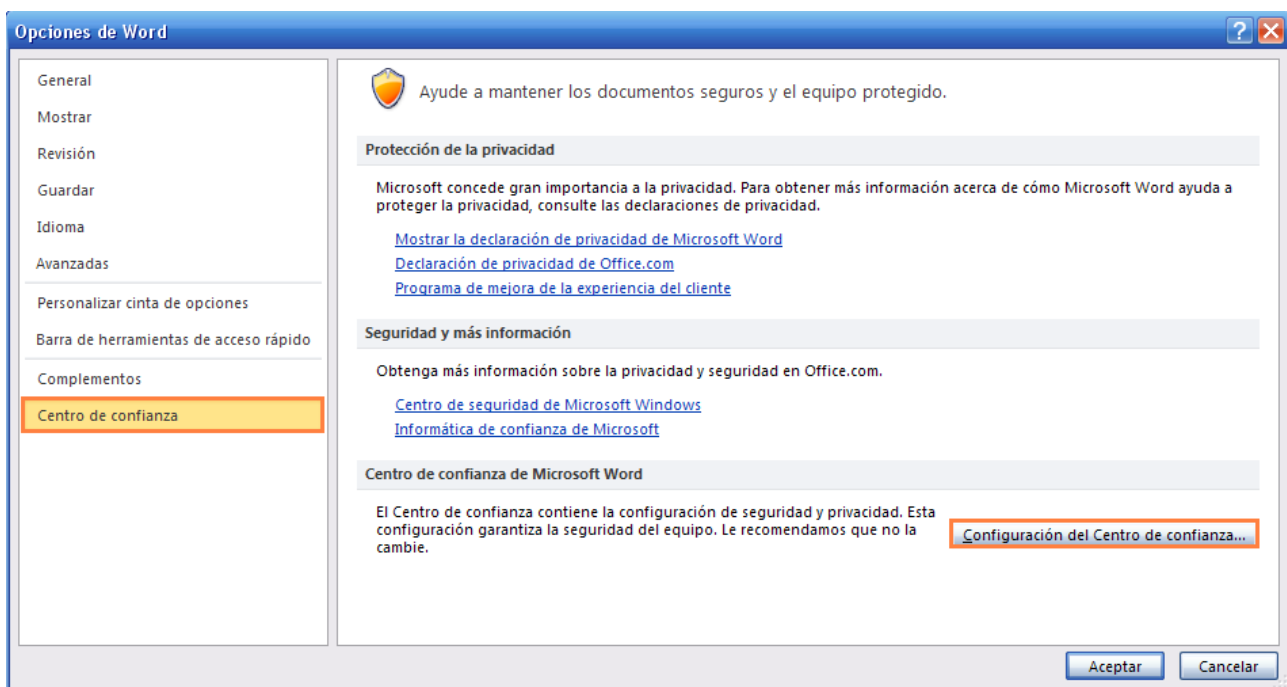 Opciones de Word
General
Mostrar
Revisión
Guardar
Idioma
Avanzadas
Personalizar cinta de opciones
Barra de herramientas de acceso rápido
Complementos
Centro de confianza
Ayude a mantener los documentos seguros y el equipo protegido.
Protección de la privacidad
Microsoft concede gran importancia a la privacidad. Para obtener más información acerca de cómo Microsoft Word ayuda a
proteger la privacidad, consulte las declaraciones de privacidad.
Mostrar la declaración de privacidad de Microsoft Word
Declaración de privacidad de Office.com
Programa de mejora de la experiencia del cliente
Seguridad y más información
Obtenga más información sobre la privacidad y seguridad en Office.com.
Centro de seguridad de Microsoft Windows
Informática de confianza de Microsoft
Centro de confianza de Microsoft Word
El Centro de confianza contiene la configuración de seguridad y privacidad. Esta
configuración garantiza la seguridad del equipo. Le recomendamos que no la
cambie.
Configuración del Centro de confianza...
Aceptar
Cancelar